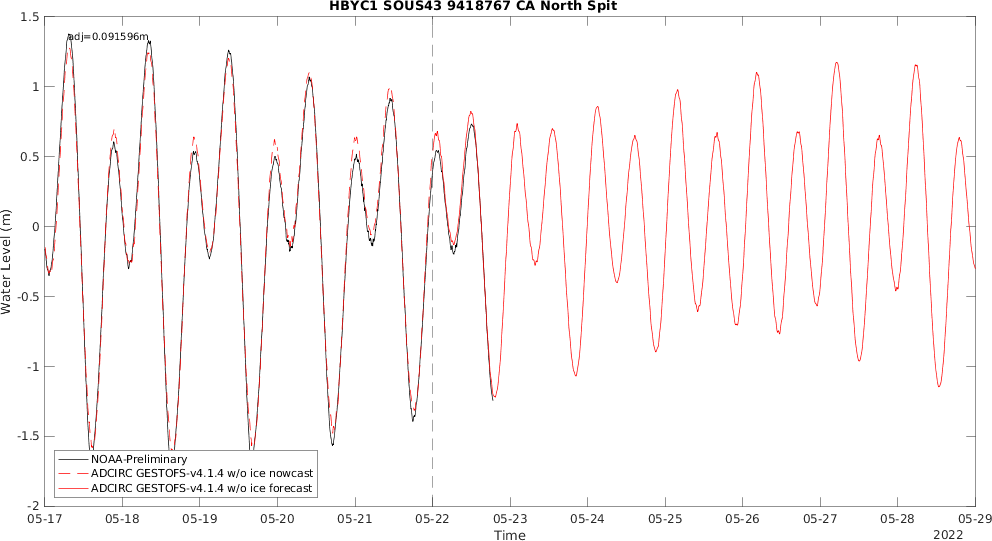 HBYC1 SOUS43 9418767 CA North Spit
adj=0.091596m
1.5
1
0.5
0
-0.5
-1
-1.5
-2
Water Level (m)
NOAA-Preliminary
ADCIRC GESTOFS-v4.1.4 w/o ice nowcast
ADCIRC GESTOFS-v4.1.4 w/o ice forecast
05-17 05-18 05-19 05-20 05-21 05-22 05-23 05-24 05-25 05-26 05-27 05-28 05-29
Time
2022